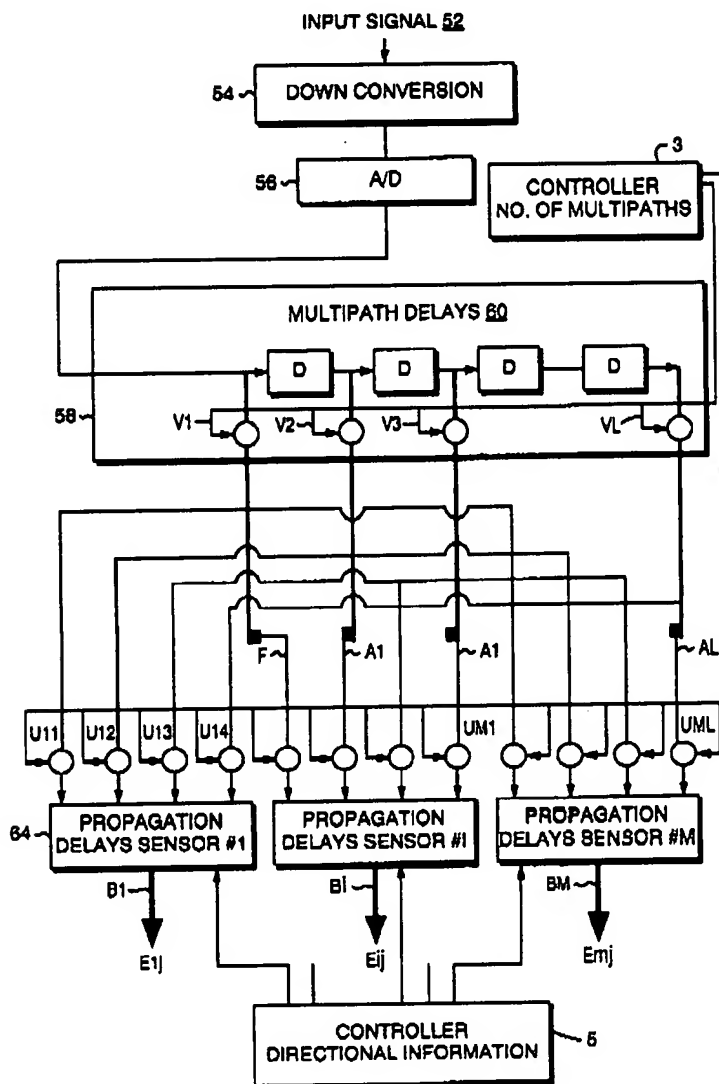 INPUT SIGNAL 52
54
DOWN CONVERSION
3
56
A/D
CONTROLLER
NO. OF MULTIPATHS
MULTIPATH DELAYS 60
D
D
D
D
58
V1
V2
V3
VL
F
A1
A1
AL
U11
U12
U13
U14
UM1
UML
64
PROPAGATION
DELAYS SENSOR #1
PROPAGATION
DELAYS SENSOR #I
PROPAGATION
DELAYS SENSOR #M
B1
Bi
BM
E1j
Eij
Emj
CONTROLLER
DIRECTIONAL INFORMATION
5